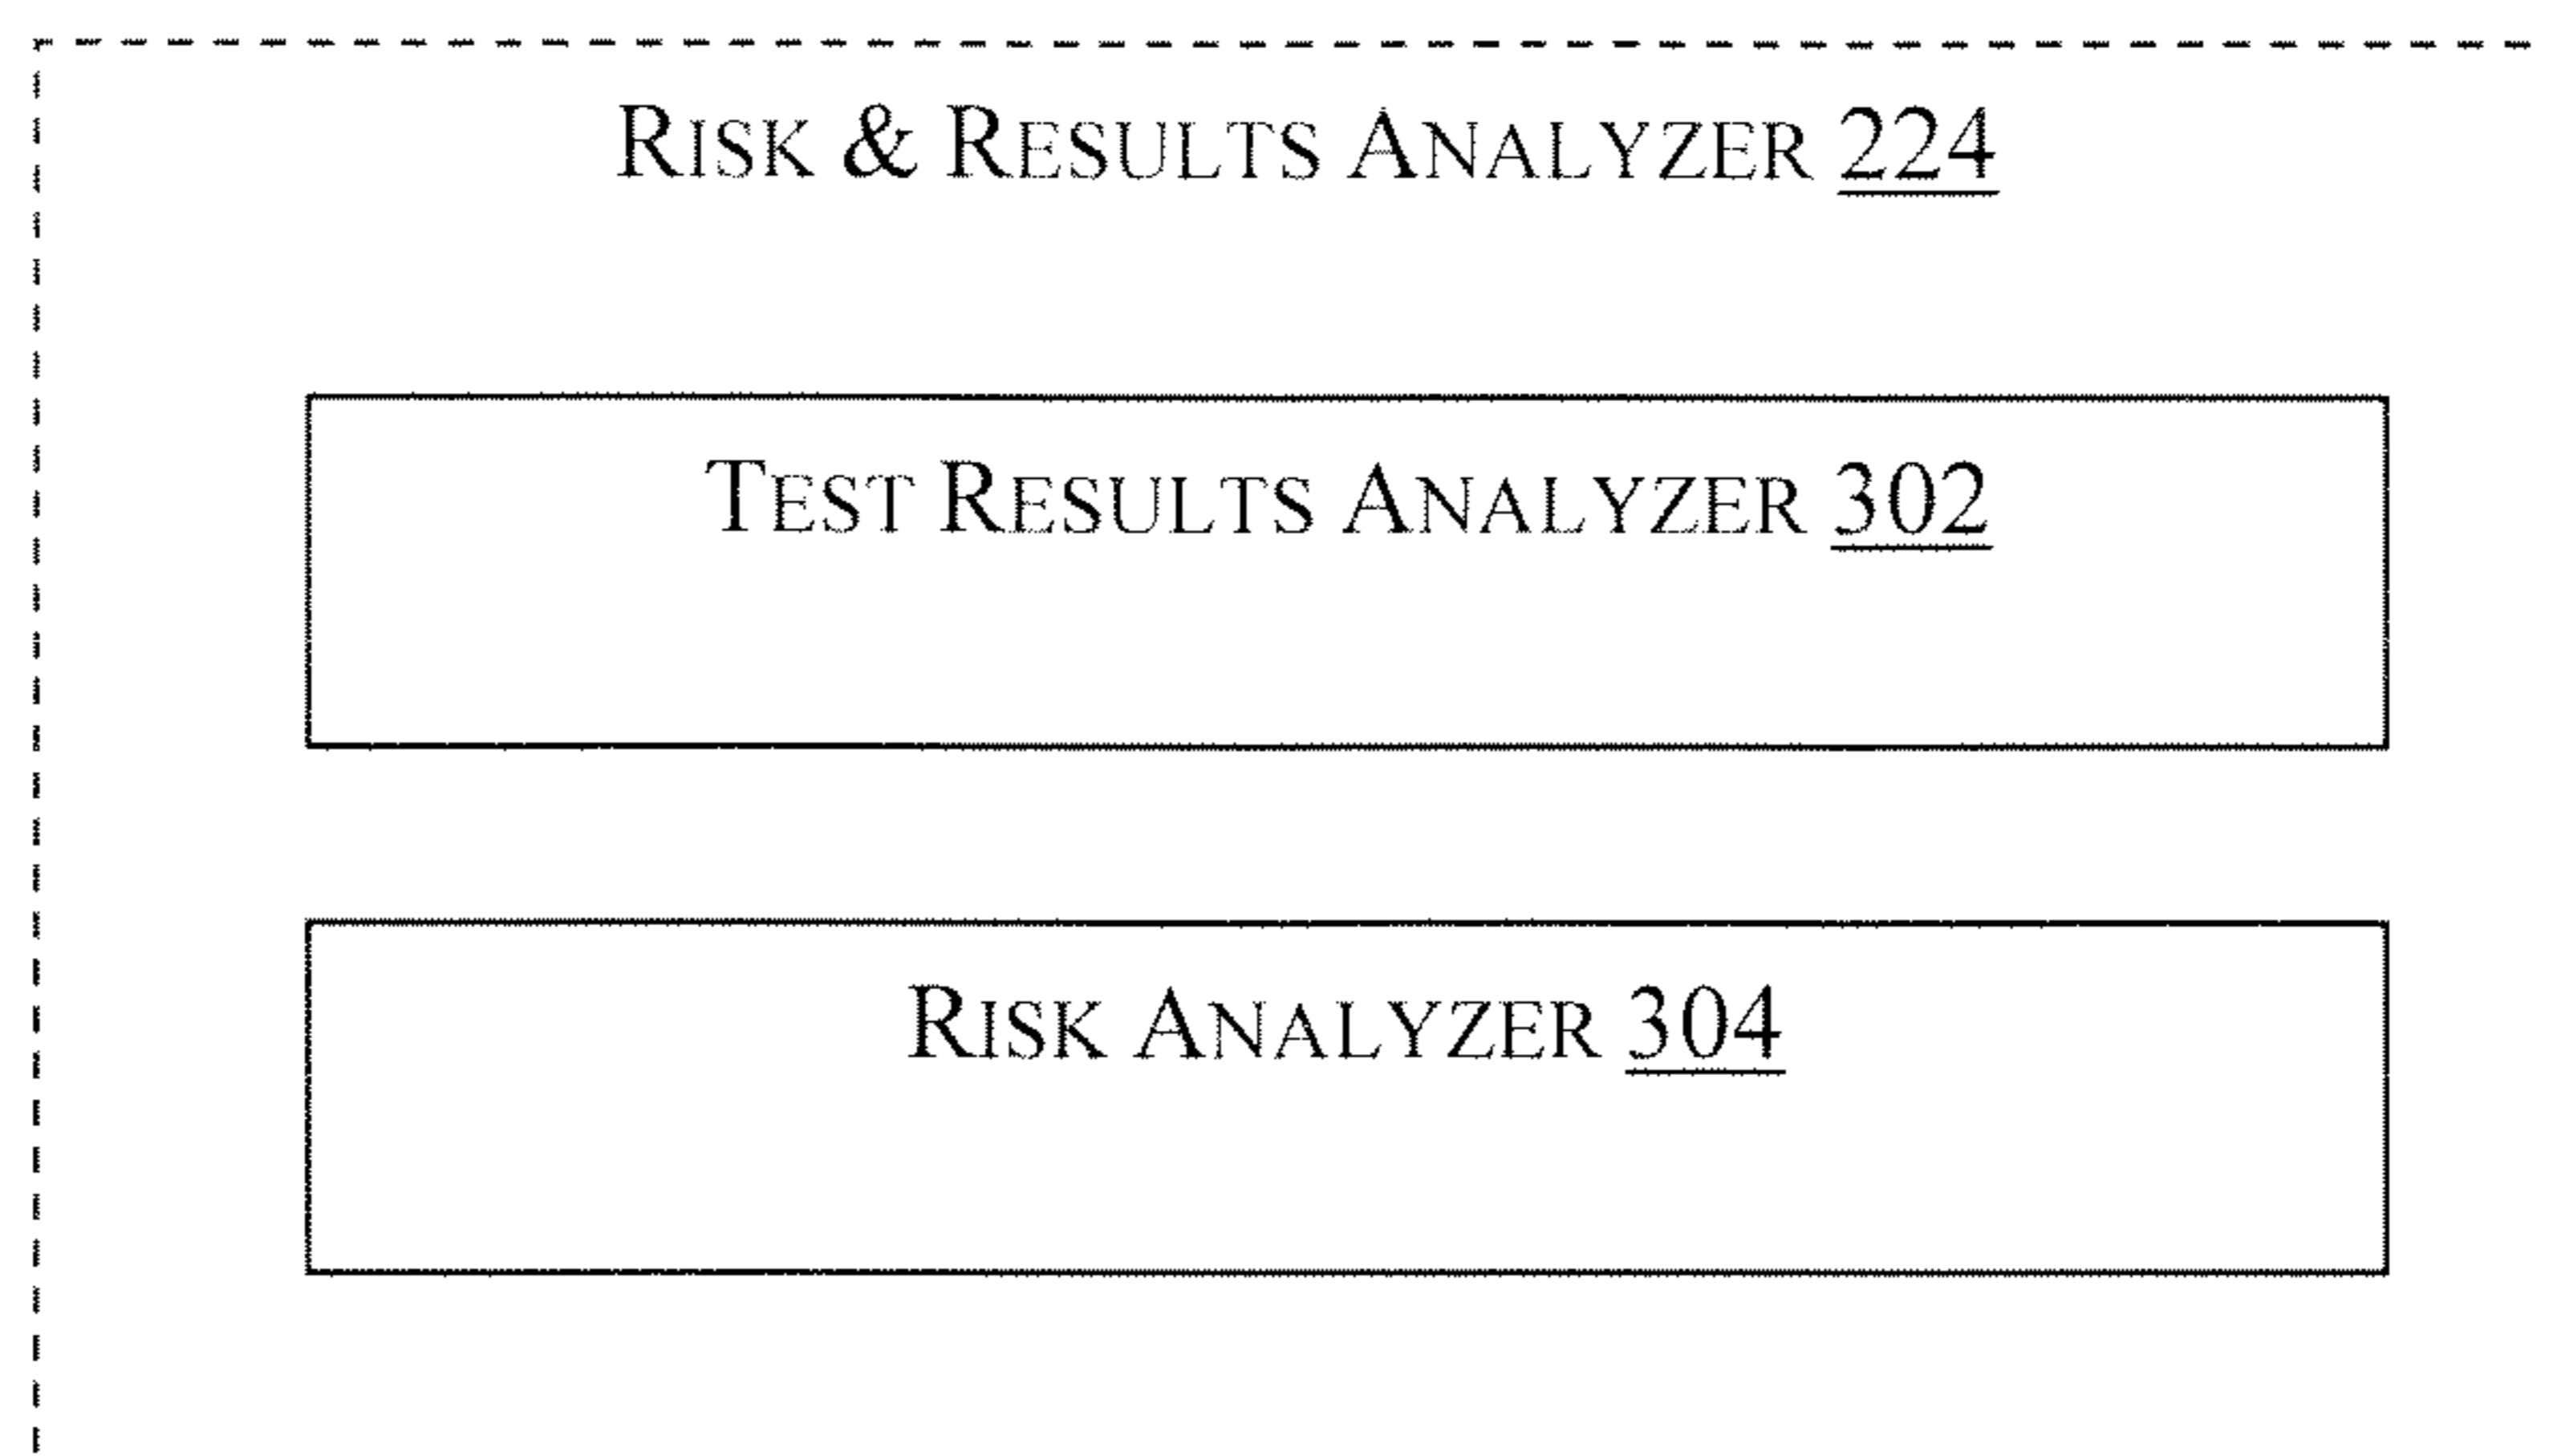 RISK & RESULTS ANALYZER 224
TEST RESULTS ANALYZER 302
RISK ANALYZER 304